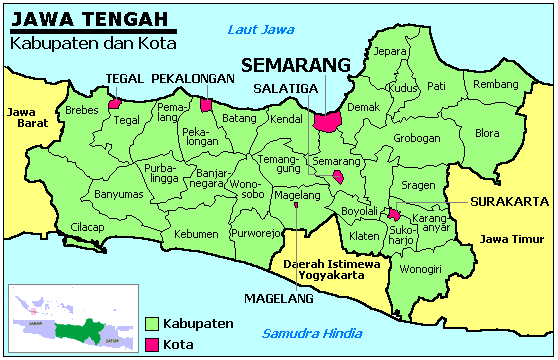 JAWA TENGAH
Kabupaten dan Kota
Laut Jawa
TEGAL
PEKALONGAN
SEMARANG
SALATIGA
Jepara
Kudus
Pati
Rembang
Demak
Blora
Grobogan
Jawa
Barat
Brebes
Tegal
Pema-
lang
Peka-
longan
Batang
Kendal
Semarang
Temang-
gung
Purba-
lingga
Banjar-
negara
Wono-
sobo
Banyumas
Magelang
Sragen
SURAKARTA
Boyolali
Karang-
anyar
Suko-
harjo
Klaten
Cilacap
Kebumen
Purworejo
Jawa Timur
Daerah Istimewa
Yogyakarta
Wonogiri
MAGELANG
Kabupaten
Kota
Samudra Hindia
JABAR
JATIM